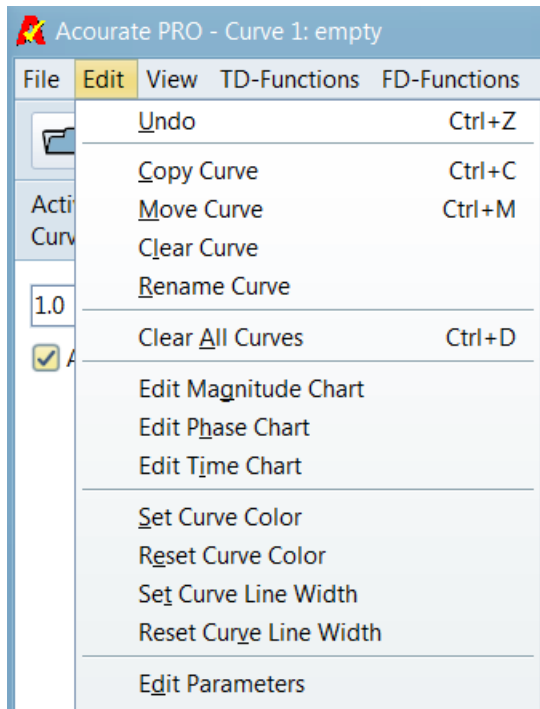 Acourate PRO - Curve 1: empty
File Edit View TD-Functions FD-Functions
Undo Ctrl+Z
Copy Curve Ctrl+C
Move Curve Ctrl+M
Clear Curve
Rename Curve
Clear All Curves Ctrl+D
Edit Magnitude Chart
Edit Phase Chart
Edit Time Chart
Set Curve Color
Reset Curve Color
Set Curve Line Width
Reset Curve Line Width
Edit Parameters
Acti
Curv
1.0